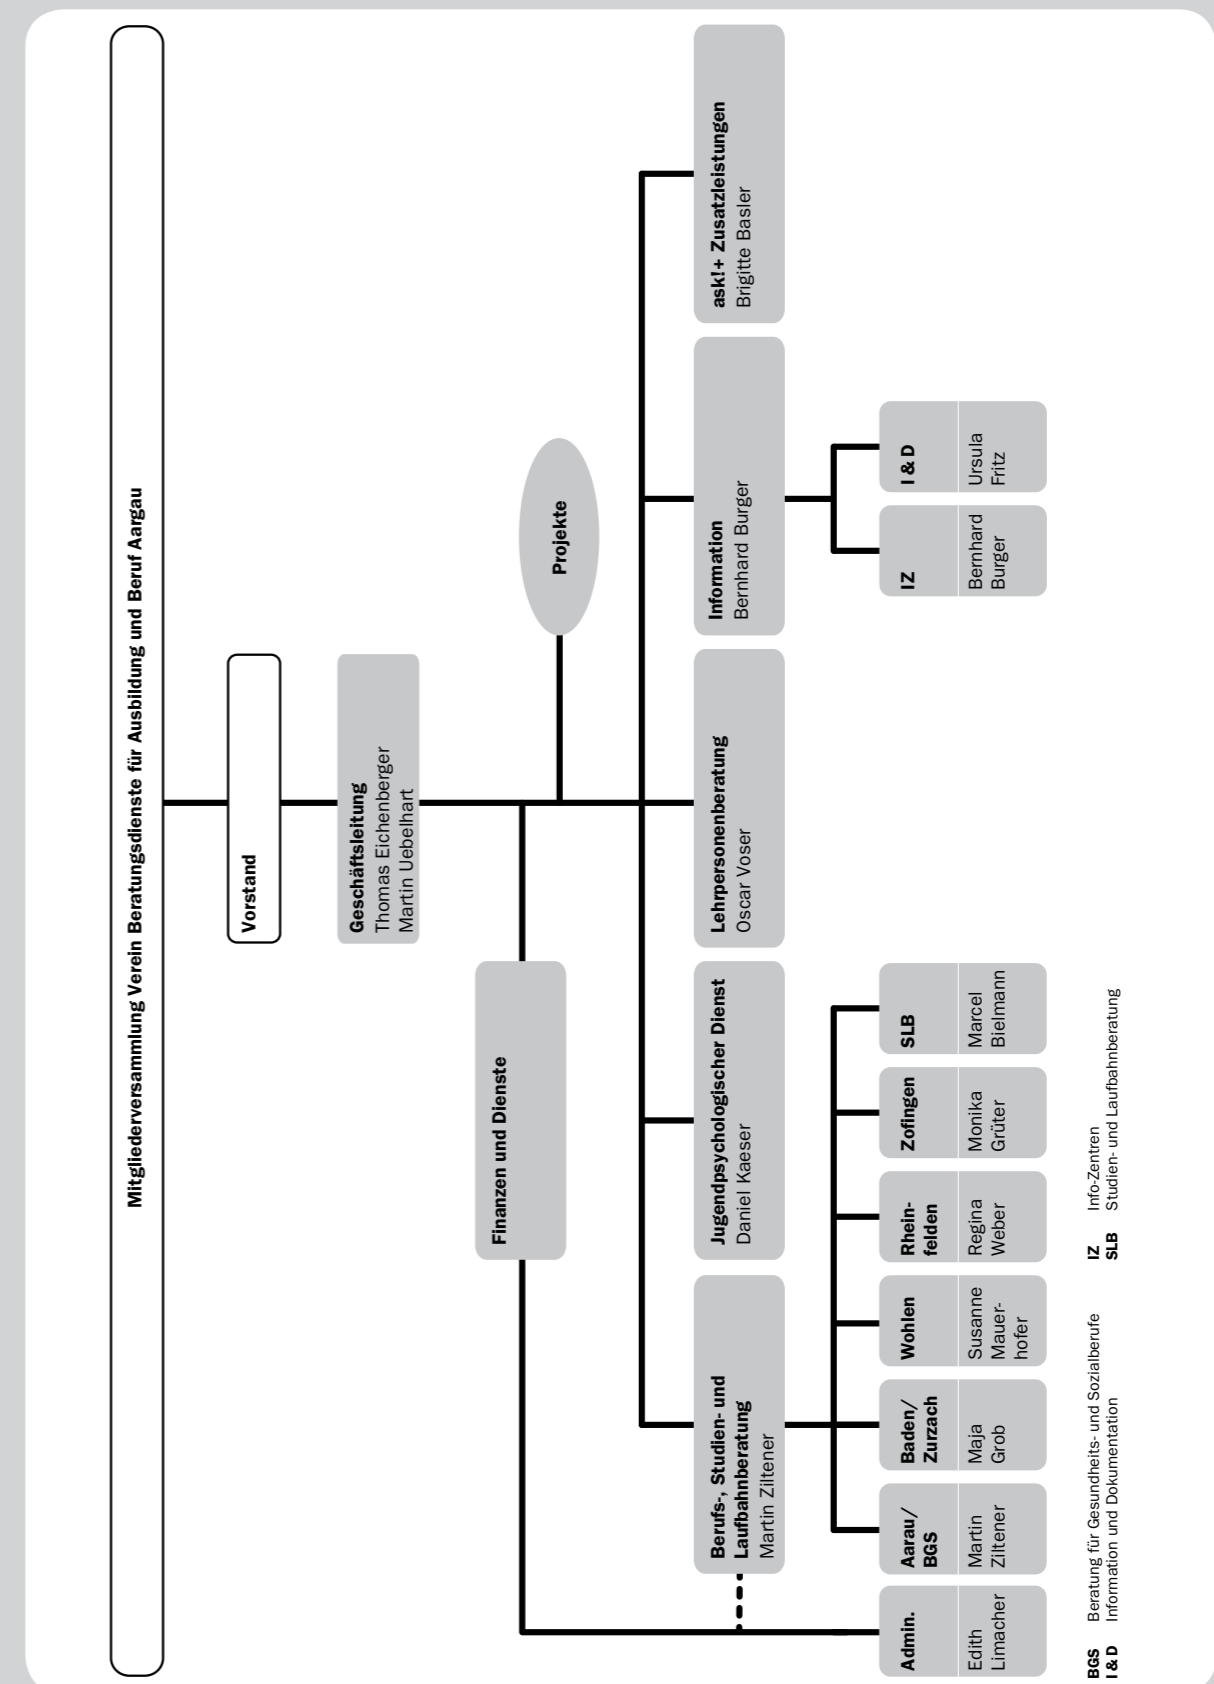 Mitgliederversammlung Verein Beratungsdienste für Ausbildung und Beruf Aargau
Vorstand
Geschäftsleitung
Thomas Eichenberger
Martin Uebelhart
Finanzen und Dienste
Projekte
Berufs-, Studien- und
Laufbahnberatung
Martin Ziltener
Jugendpsychologischer Dienst
Daniel Kaeser
Lehrpersonenberatung
Oscar Voser
Information
Bernhard Burger
ask!+ Zusatzleistungen
Brigitte Basler
Admin.
Edith
Limacher
Aarau/
BGS
Martin
Ziltener
Baden/
Zurzach
Maja
Grob
Wohlen
Susanne
Mauer-
hofer
Rhein-
felden
Regina
Weber
Zofingen
Monika
Grüter
SLB
Marcel
Bielmann
IZ
Bernhard
Burger
I & D
Ursula
Fritz
BGS Beratung für Gesundheits- und Sozialberufe
I & D Information und Dokumentation
IZ Info-Zentren
SLB Studien- und Laufbahnberatung